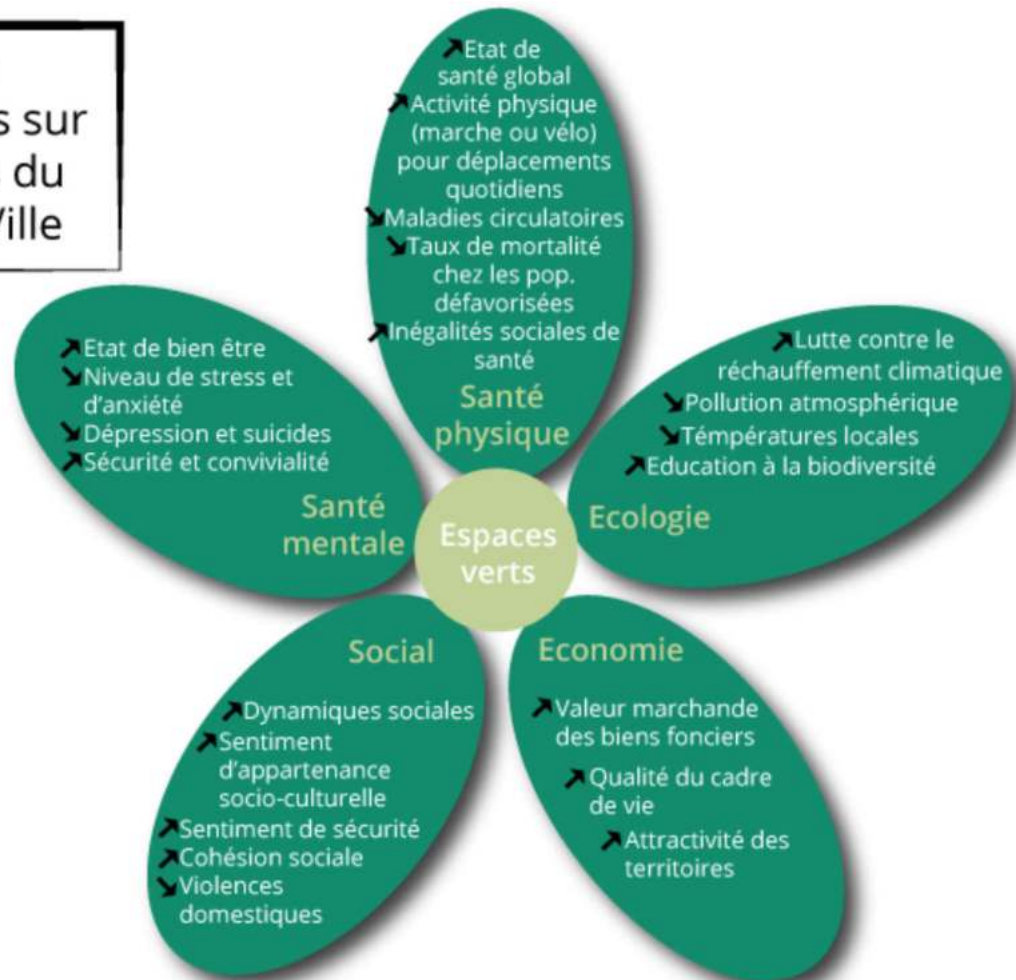 s sur
du
Ville
↗Etat de
santé global
↗Activité physique
(marche ou vélo)
pour déplacements
quotidiens
↘Maladies circulatoires
↘Taux de mortalité
chez les pop.
défavorisées
↗Inégalités sociales de
santé
Santé
physique
↗Etat de bien être
↘Niveau de stress et
d'anxiété
↘Dépression et suicides
↗Sécurité et convivialité
Santé
mentale
↗Lutte contre le
réchauffement climatique
↘Pollution atmosphérique
↘Témpératures locales
↗Education à la biodiversité
Ecologie
Espaces
verts
Social
↗Dynamiques sociales
↗Sentiment
d'appartenance
socio-culturelle
↗Sentiment de sécurité
↗Cohésion sociale
↘Violences
domestiques
Economie
↗Valeur marchande
des biens fonciers
↗Qualité du cadre
de vie
↗Attractivité des
territoires